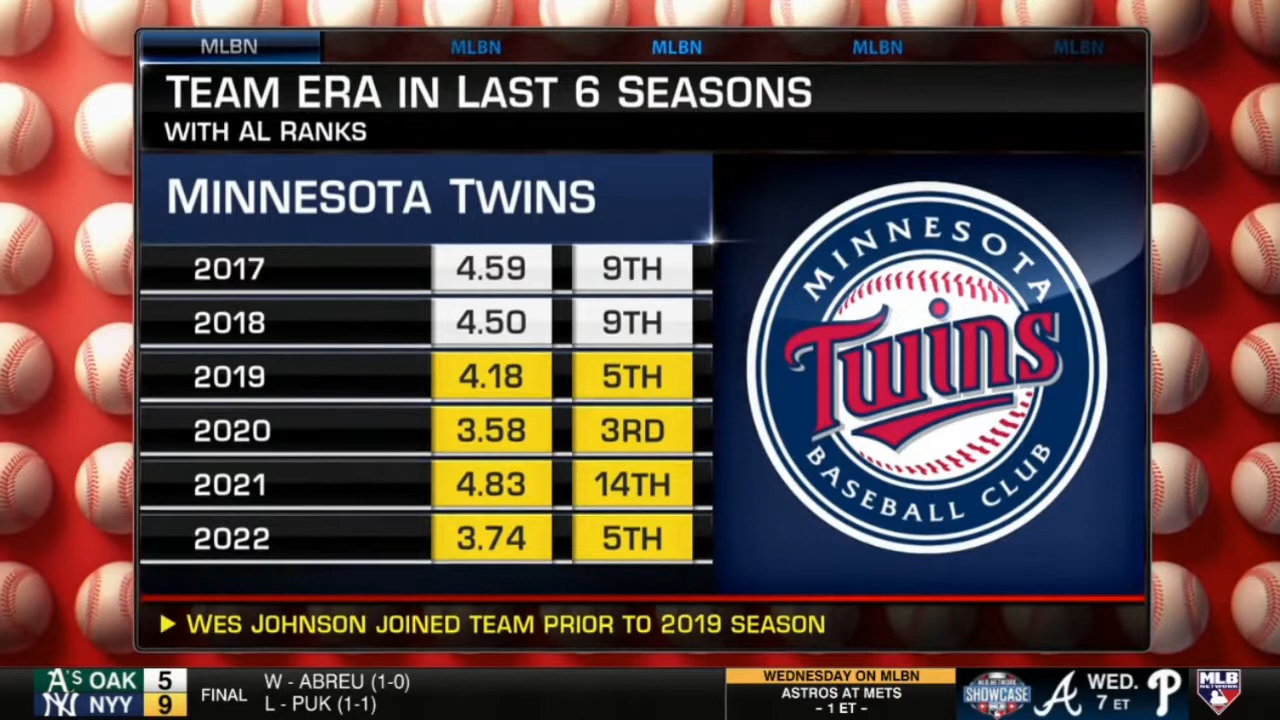 MLBN MLBN MLBN MLBN MLBN
TEAM ERA IN LAST 6 SEASONS
WITH AL RANKS
MINNESOTA TWINS
2017 4.59 9TH
2018 4.50 9TH
2019 4.18 5TH
2020 3.58 3RD
2021 4.83 14TH
2022 3.74 5TH
MINNESOTA
Twins
BASEBALL CLUB
▶ WES JOHNSON JOINED TEAM PRIOR TO 2019 SEASON
A's OAK 5
NY NYY 9
FINAL
W - ABREU (1-0)
L - PUK (1-1)
WEDNESDAY ON MLBN
ASTROS AT METS
- 1 ET -
MLB NETWORK
SHOWCASE
A
WED.
7 ET
P
MLB
NETWORK